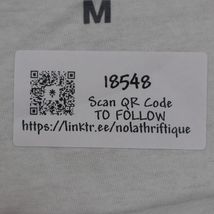 M
18548
Scan QR Code
TO FOLLOW
https://linktr.ee/nolathriftique